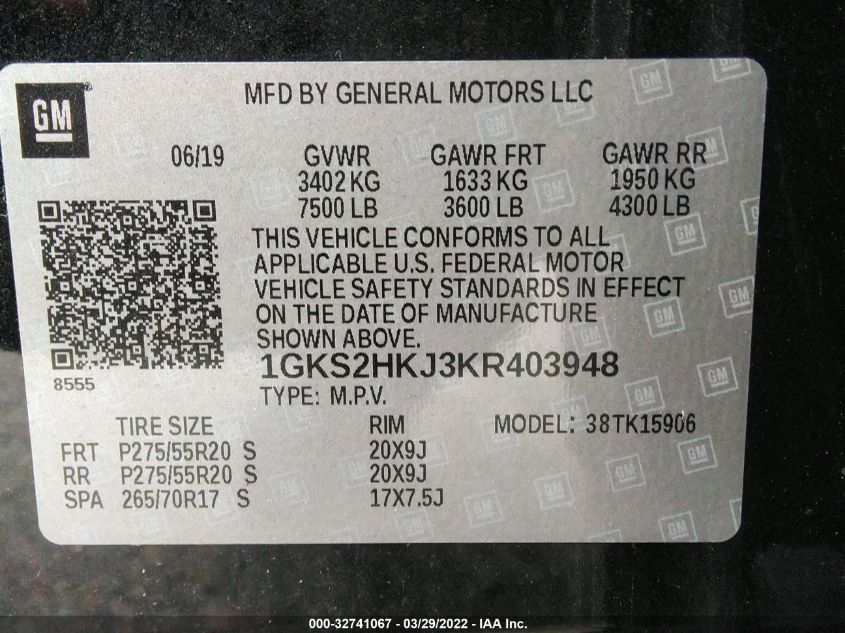 GM
MFD BY GENERAL MOTORS LLC
06/19 GVWR GAWR FRT GAWR RR
3402 KG 1633 KG 1950 KG
7500 LB 3600 LB 4300 LB
THIS VEHICLE CONFORMS TO ALL
APPLICABLE U.S. FEDERAL MOTOR
VEHICLE SAFETY STANDARDS IN EFFECT
ON THE DATE OF MANUFACTURE
SHOWN ABOVE.
1GKS2HKJ3KR403948
8555
TYPE: M.P.V.
TIRE SIZE RIM MODEL: 38TK15906
FRT P275/55R20 S 20X9J
RR P275/55R20 S 20X9J
SPA 265/70R17 S 17X7.5J
000-32741067 - 03/29/2022 - IAA Inc.